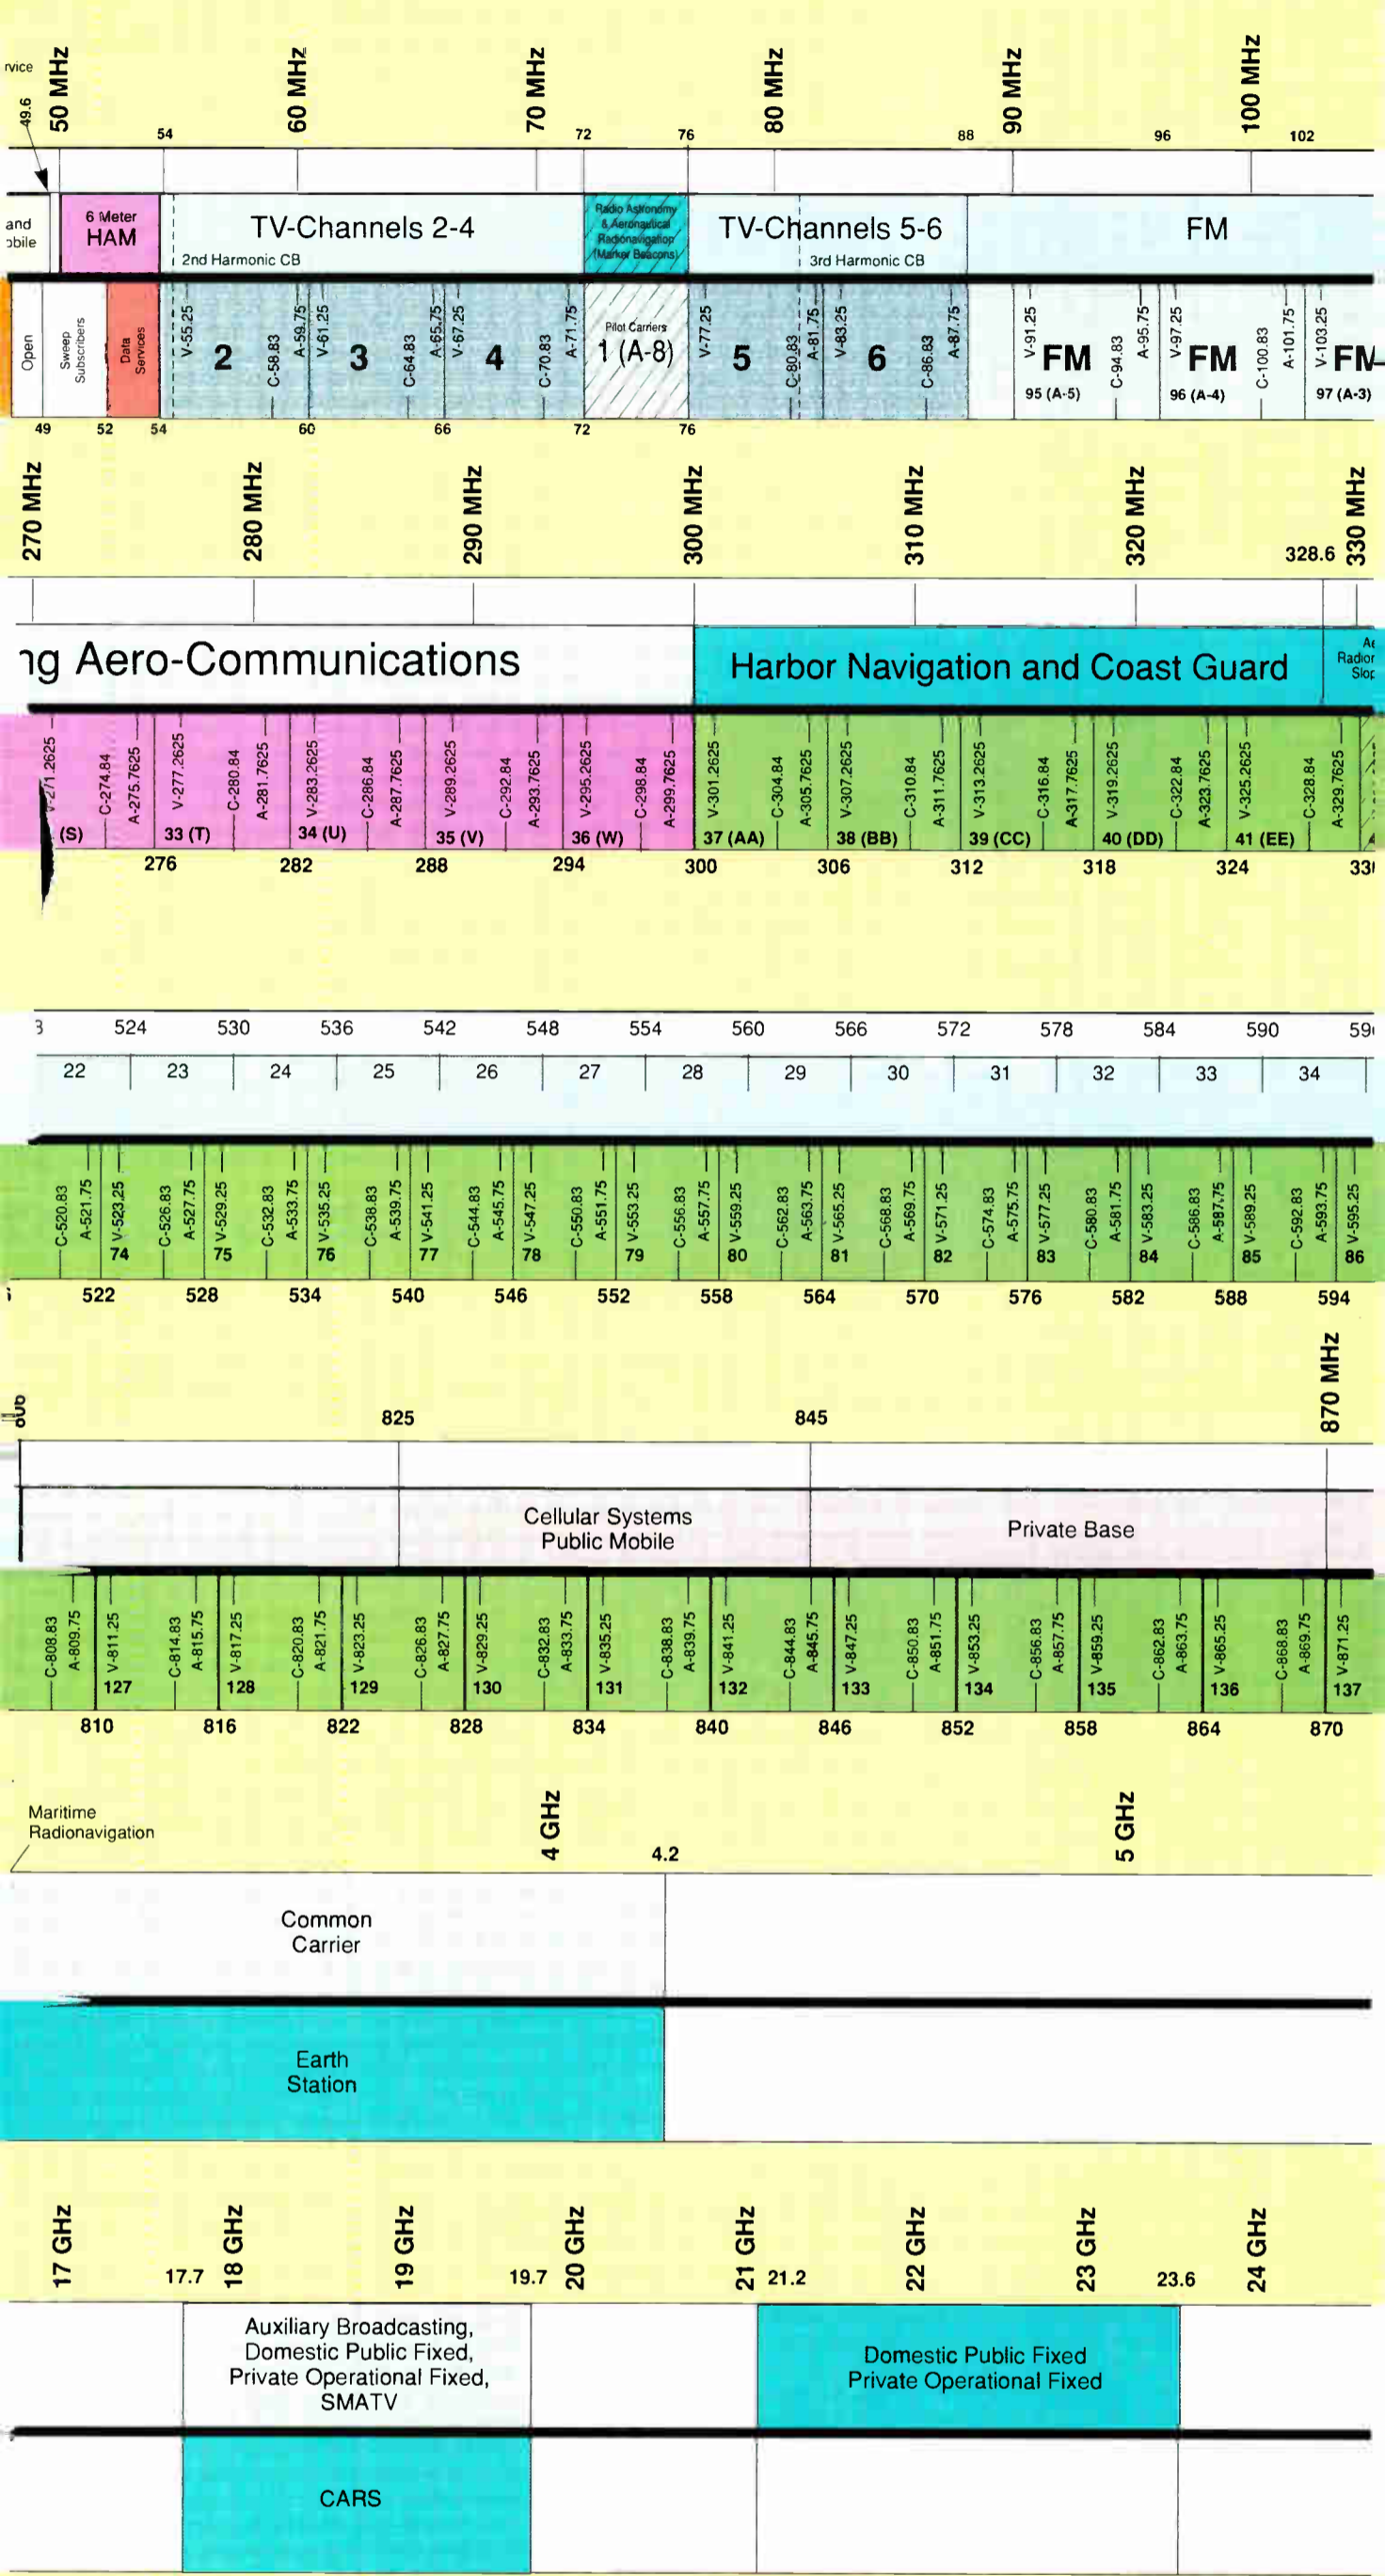 rvice
49.6
50 MHz
60 MHz
70 MHz
80 MHz
90 MHz
100 MHz
54
72
76
88
96
102
and
obile
6 Meter
HAM
TV-Channels 2-4
2nd Harmonic CB
Radio Astronomy
& Aeronautical
Radionavigation
(Marker Beacons)
TV-Channels 5-6
3rd Harmonic CB
FM
Open
Sweep
Subscribers
Data
Services
V-55.25
2
C-58.83
A-59.75
V-61.25
3
C-64.83
A-65.75
V-67.25
4
C-70.83
A-71.75
Pilot Carriers
1 (A-8)
V-77.25
5
C-80.83
A-81.75
V-83.25
6
C-86.83
A-87.75
V-91.25
FM
95 (A-5)
C-94.83
A-95.75
V-97.25
FM
96 (A-4)
C-100.83
A-101.75
V-103.25
FM
97 (A-3)
49
52
54
60
66
72
76
270 MHz
280 MHz
290 MHz
300 MHz
310 MHz
320 MHz
328.6
330 MHz
ng Aero-Communications
Harbor Navigation and Coast Guard
Ae
Radion
Slop
V-271.2625
(S)
C-274.84
A-275.7625
V-277.2625
33 (T)
C-280.84
A-281.7625
V-283.2625
34 (U)
C-286.84
A-287.7625
V-289.2625
35 (V)
C-292.84
A-293.7625
V-295.2625
36 (W)
C-298.84
A-299.7625
V-301.2625
37 (AA)
C-304.84
A-305.7625
V-307.2625
38 (BB)
C-310.84
A-311.7625
V-313.2625
39 (CC)
C-316.84
A-317.7625
V-319.2625
40 (DD)
C-322.84
A-323.7625
V-325.2625
41 (EE)
C-328.84
A-329.7625
276
282
288
294
300
306
312
318
324
330
524
530
536
542
548
554
560
566
572
578
584
590
22
23
24
25
26
27
28
29
30
31
32
33
34
C-520.83
A-521.75
V-523.25
74
C-526.83
A-527.75
V-529.25
75
C-532.83
A-533.75
V-535.25
76
C-538.83
A-539.75
V-541.25
77
C-544.83
A-545.75
V-547.25
78
C-550.83
A-551.75
V-553.25
79
C-556.83
A-557.75
V-559.25
80
C-562.83
A-563.75
V-565.25
81
C-568.83
A-569.75
V-571.25
82
C-574.83
A-575.75
V-577.25
83
C-580.83
A-581.75
V-583.25
84
C-586.83
A-587.75
V-589.25
85
C-592.83
A-593.75
V-595.25
86
522
528
534
540
546
552
558
564
570
576
582
588
594
825
845
870 MHz
Cellular Systems
Public Mobile
Private Base
C-808.83
A-809.75
V-811.25
127
C-814.83
A-815.75
V-817.25
128
C-820.83
A-821.75
V-823.25
129
C-826.83
A-827.75
V-829.25
130
C-832.83
A-833.75
V-835.25
131
C-838.83
A-839.75
V-841.25
132
C-844.83
A-845.75
V-847.25
133
C-850.83
A-851.75
V-853.25
134
C-856.83
A-857.75
V-859.25
135
C-862.83
A-863.75
V-865.25
136
C-868.83
A-869.75
V-871.25
137
810
816
822
828
834
840
846
852
858
864
870
Maritime
Radionavigation
4 GHz
4.2
5 GHz
Common
Carrier
Earth
Station
17 GHz
17.7
18 GHz
19 GHz
19.7
20 GHz
21 GHz
21.2
22 GHz
23 GHz
23.6
24 GHz
Auxiliary Broadcasting,
Domestic Public Fixed,
Private Operational Fixed,
SMATV
Domestic Public Fixed
Private Operational Fixed
CARS